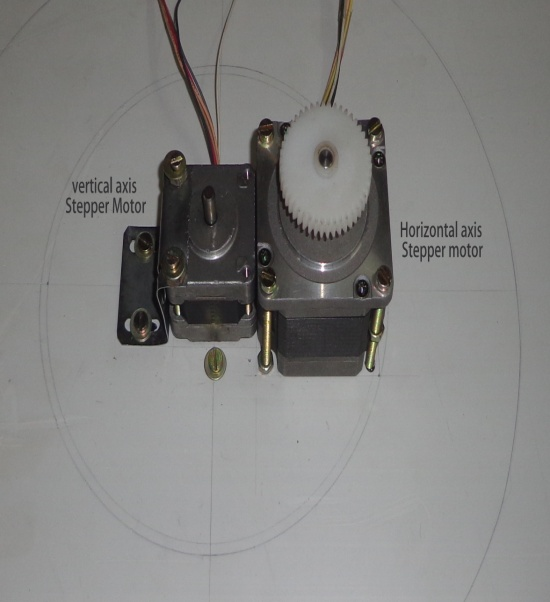 vertical axis
Stepper Motor
Horizontal axis
Stepper motor